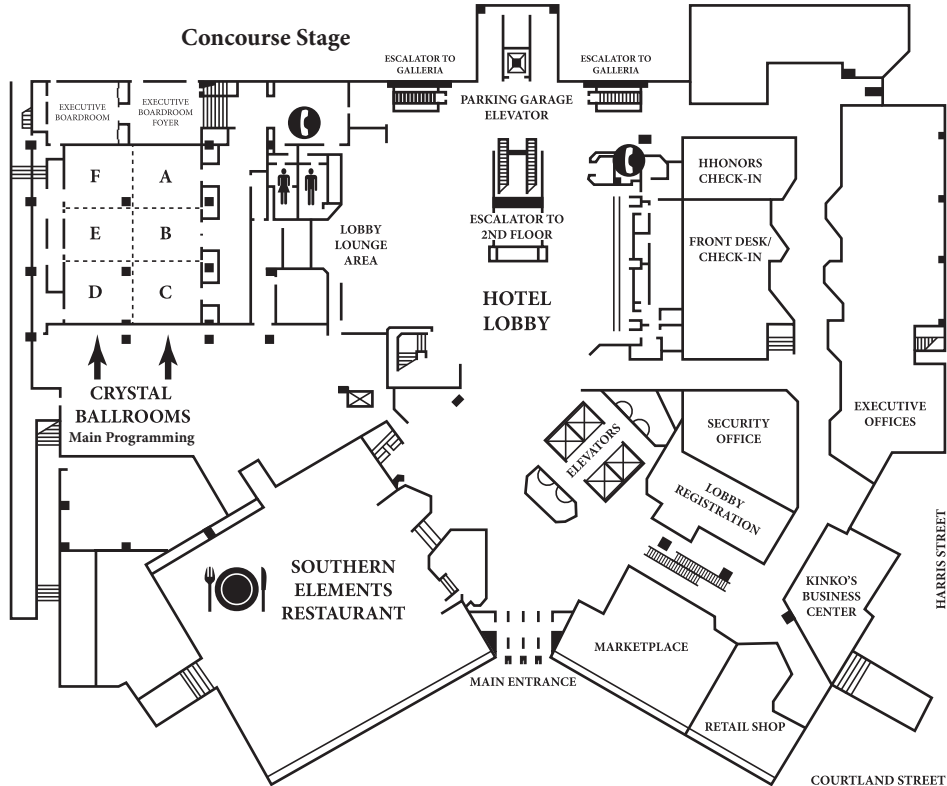 Concourse Stage
ESCALATOR TO
GALLERIA
ESCALATOR TO
GALLERIA
PARKING GARAGE
ELEVATOR
EXECUTIVE
BOARDROOM
EXECUTIVE
BOARDROOM
FOYER
HHONORS
CHECK-IN
F
A
E
B
D
C
LOBBY
LOUNGE
AREA
ESCALATOR TO
2ND FLOOR
FRONT DESK/
CHECK-IN
HOTEL
LOBBY
CRYSTAL
BALLROOMS
Main Programming
ELEVATORS
SECURITY
OFFICE
EXECUTIVE
OFFICES
LOBBY
REGISTRATION
SOUTHERN
ELEMENTS
RESTAURANT
KINKO'S
BUSINESS
CENTER
HARRIS STREET
MARKETPLACE
MAIN ENTRANCE
RETAIL SHOP
COURTLAND STREET